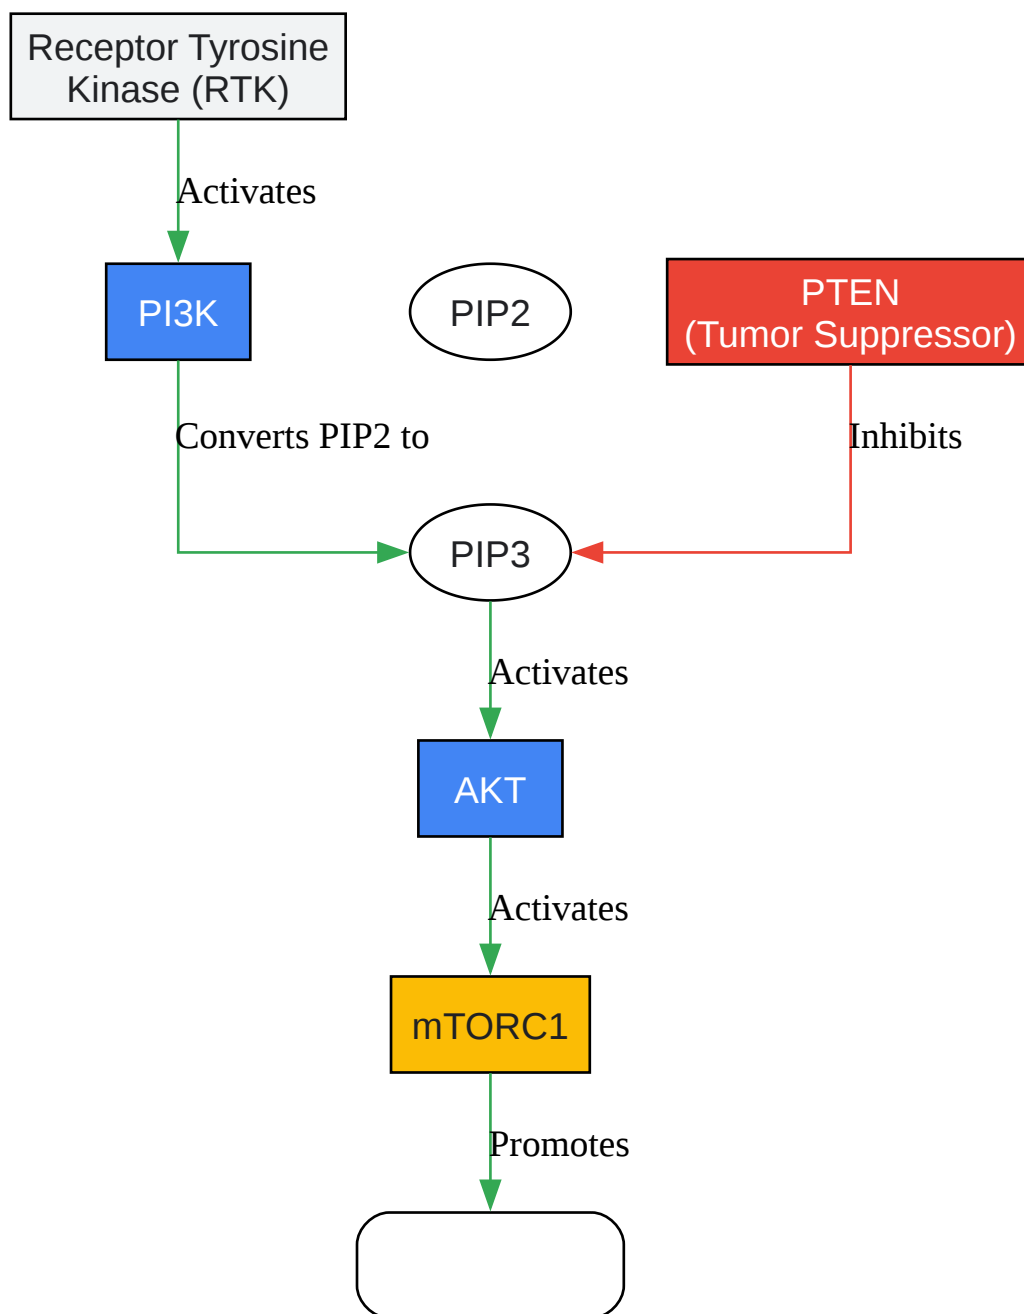 Receptor Tyrosine
Kinase (RTK)
Activates
PI3K
PIP2
PTEN
(Tumor Suppressor)
Converts PIP2 to
Inhibits
PIP3
Activates
AKT
Activates
mTORC1
Promotes